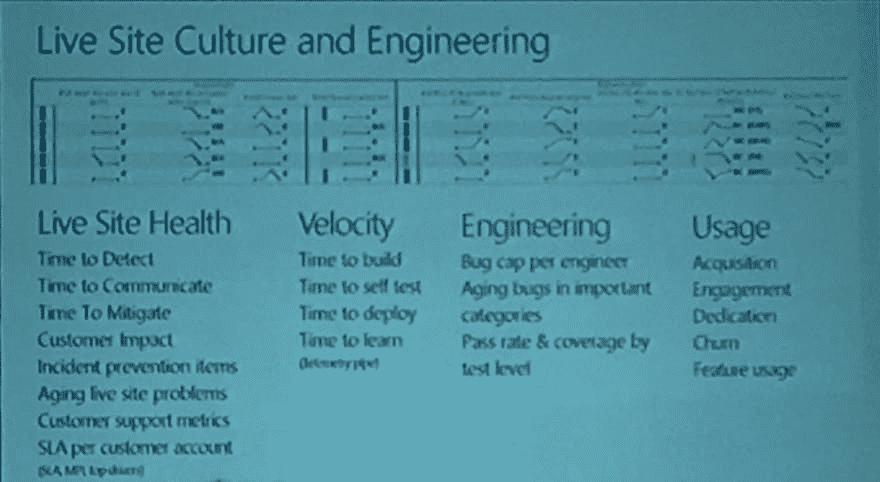 Live Site Culture and Engineering
Live Site Health
Time to Detect
Time to Communicate
Time To Mitigate
Customer Impact
Incident prevention items
Aging live site problems
Customer support metrics
SLA per customer account
(SLA, MPI, top drivers)
Velocity
Time to build
Time to self test
Time to deploy
Time to learn
(Telemetry pipe)
Engineering
Bug cap per engineer
Aging bugs in important
categories
Pass rate & coverage by
test level
Usage
Acquisition
Engagement
Dedication
Churn
Feature usage